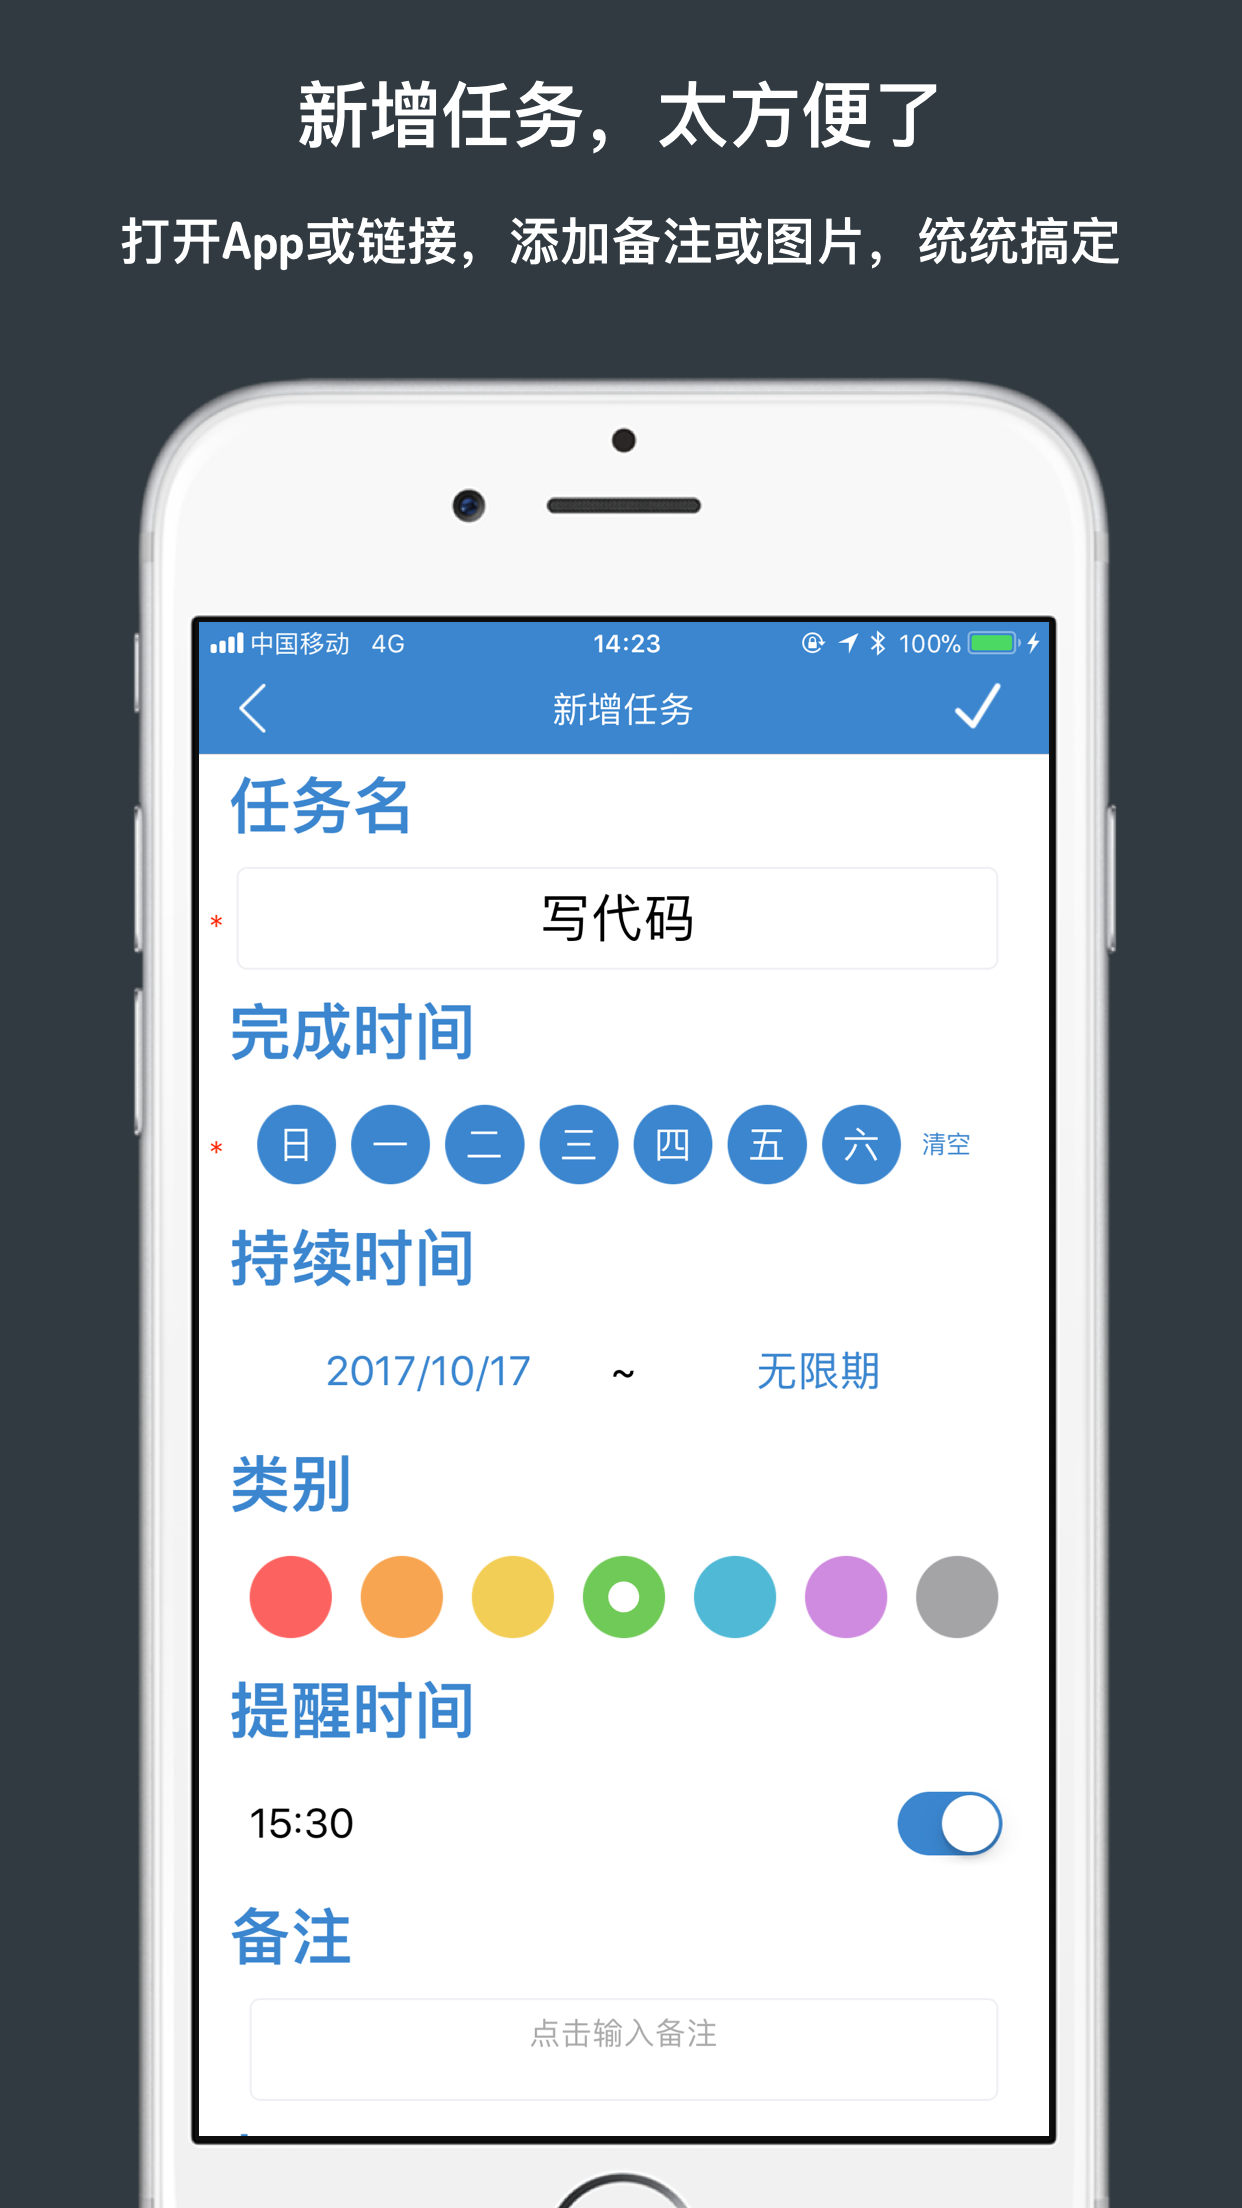 新增任务，太方便了
打开App或链接，添加备注或图片，统统搞定
中国移动 4G 14:23 100%
新增任务
任务名
* 写代码
完成时间
* 日 一 二 三 四 五 六 清空
持续时间
2017/10/17 ~ 无限期
类别
提醒时间
15:30
备注
点击输入备注